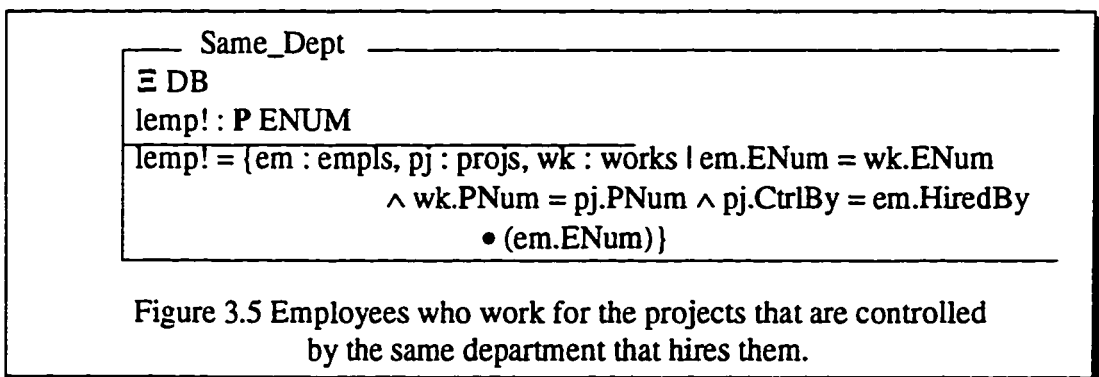 Same_Dept
Ξ DB
lemp! : P ENUM
lemp! = {em : empls, pj : projs, wk : works | em.ENum = wk.ENum
∧ wk.PNum = pj.PNum ∧ pj.CtrlBy = em.HiredBy
• (em.ENum)}
Figure 3.5 Employees who work for the projects that are controlled
by the same department that hires them.